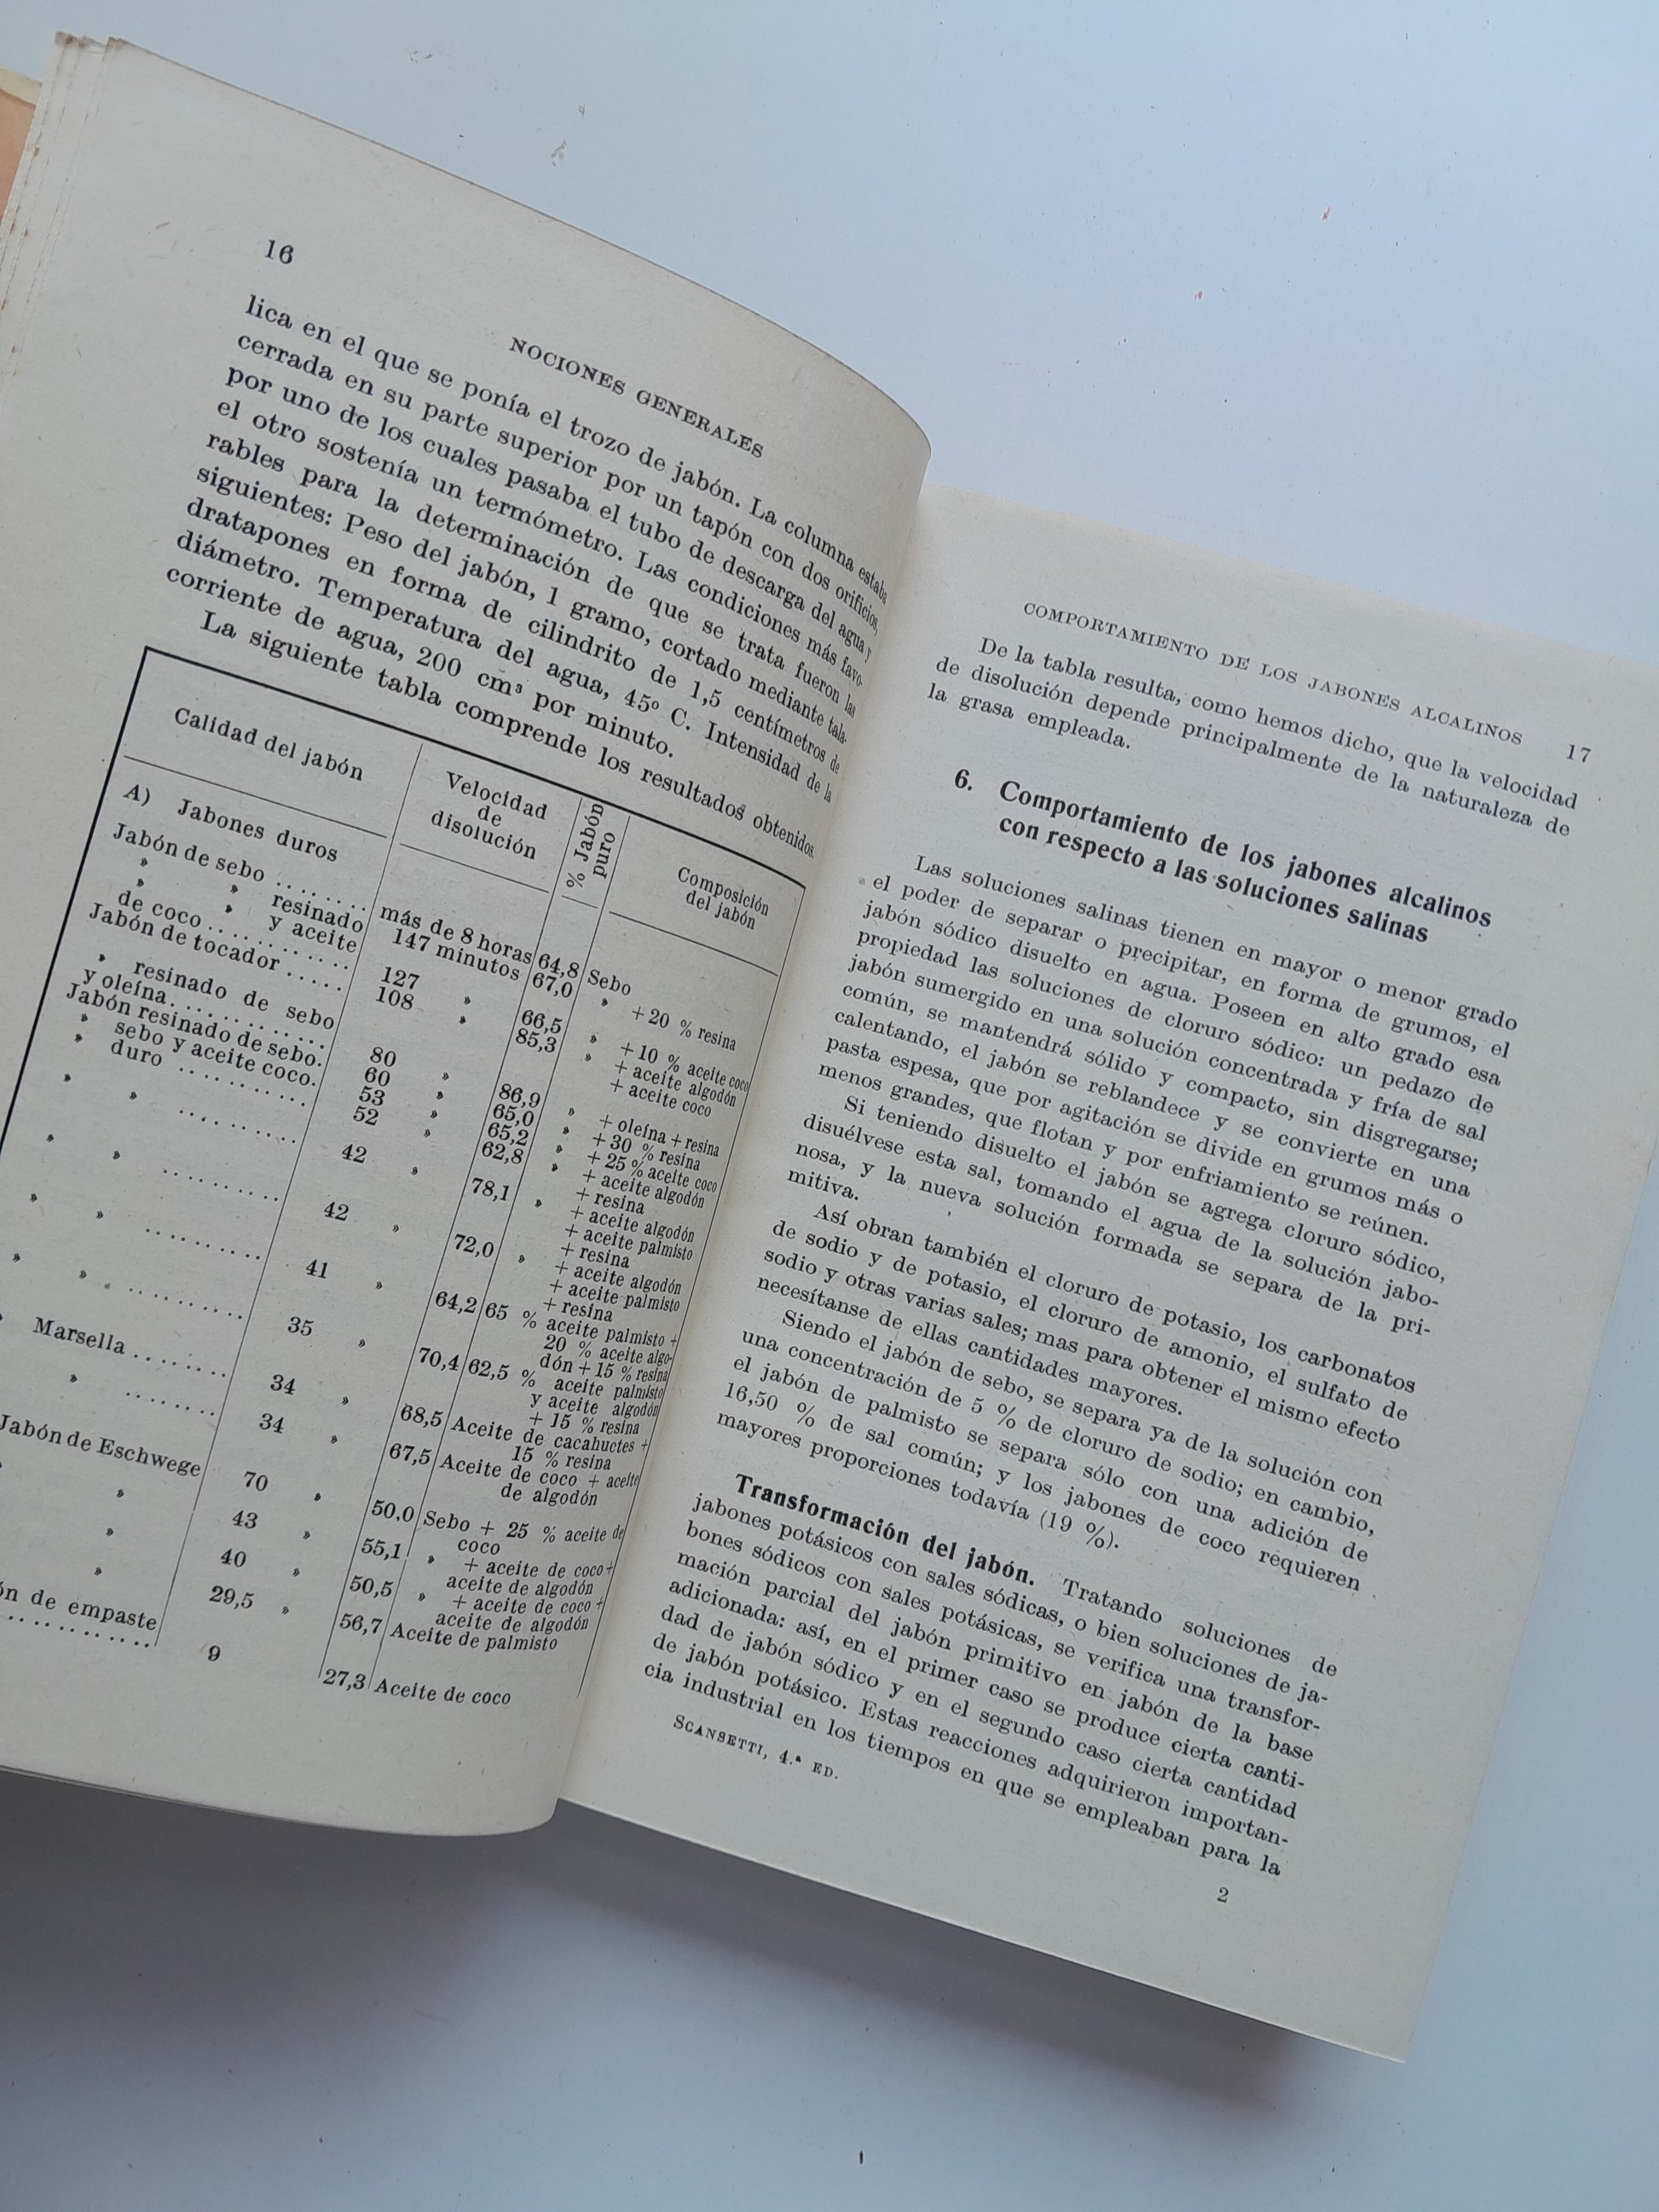 16
NOCIONES GENERALES
lica en el que se ponía el trozo de jabón. La columna estaba
cerrada en su parte superior por un tapón con dos orificios,
por uno de los cuales pasaba el tubo de descarga del agua y
el otro sostenía un termómetro. Las condiciones más favo-
rables para la determinación de que se trata fueron las
siguientes: Peso del jabón, 1 gramo, cortado mediante tala-
dratapones en forma de cilindrito de 1,5 centímetros de
diámetro. Temperatura del agua, 45º C. Intensidad de la
corriente de agua, 200 cm³ por minuto.
La siguiente tabla comprende los resultados obtenidos.
Calidad del jabón
Velocidad
de
disolución
% Jabón
puro
Composición
del jabón
A) Jabones duros
Jabón de sebo ........ más de 8 horas 64,8 Sebo
» » resinado 147 minutos 67,0 » + 20 % resina
» » y aceite
de coco .............. 127 » 66,5 » + 10 % aceite coco
Jabón de tocador ..... 108 » 85,3 » + aceite algodón
+ aceite coco
» resinado de sebo
y oleína.............. 80 » 86,9 » + oleína + resina
Jabón resinado de sebo. 60 » 65,0 » + 30 % resina
» sebo y aceite coco. 53 » 65,2 » + 25 % aceite coco
» duro .......... 52 » 62,8 » + aceite algodón
+ resina
» » .......... 42 » 78,1 » + aceite algodón
+ aceite palmisto
+ resina
» » .......... 42 » 72,0 » + aceite algodón
+ aceite palmisto
+ resina
» » .......... 41 » 64,2 65 % aceite palmisto +
20 % aceite algo-
dón + 15 % resina
» » .......... 35 » 70,4 62,5 % aceite palmisto
y aceite algodón
+ 15 % resina
Marsella ........ 34 » 68,5 Aceite de cacahuetes +
15 % resina
» ........ 34 » 67,5 Aceite de coco + aceite
de algodón
Jabón de Eschwege 70 » 50,0 Sebo + 25 % aceite de
coco
» 43 » 55,1 » + aceite de coco +
aceite de algodón
» 40 » 50,5 » + aceite de coco +
aceite de algodón
» 29,5 » 56,7 Aceite de palmisto
de empaste
............. 9 27,3 Aceite de coco
COMPORTAMIENTO DE LOS JABONES ALCALINOS 17
De la tabla resulta, como hemos dicho, que la velocidad
de disolución depende principalmente de la naturaleza de
la grasa empleada.
6. Comportamiento de los jabones alcalinos
con respecto a las soluciones salinas
Las soluciones salinas tienen en mayor o menor grado
el poder de separar o precipitar, en forma de grumos, el
jabón sódico disuelto en agua. Poseen en alto grado esa
propiedad las soluciones de cloruro sódico: un pedazo de
jabón sumergido en una solución concentrada y fría de sal
común, se mantendrá sólido y compacto, sin disgregarse;
calentando, el jabón se reblandece y se convierte en una
pasta espesa, que por agitación se divide en grumos más o
menos grandes, que flotan y por enfriamiento se reúnen.
Si teniendo disuelto el jabón se agrega cloruro sódico,
disuélvese esta sal, tomando el agua de la solución jabo-
nosa, y la nueva solución formada se separa de la pri-
mitiva.
Así obran también el cloruro de potasio, los carbonatos
de sodio y de potasio, el cloruro de amonio, el sulfato de
sodio y otras varias sales; mas para obtener el mismo efecto
necesítanse de ellas cantidades mayores.
Siendo el jabón de sebo, se separa ya de la solución con
una concentración de 5 % de cloruro de sodio; en cambio,
el jabón de palmisto se separa sólo con una adición de
16,50 % de sal común; y los jabones de coco requieren
mayores proporciones todavía (19 %).
Transformación del jabón. Tratando soluciones de
jabones potásicos con sales sódicas, o bien soluciones de ja-
bones sódicos con sales potásicas, se verifica una transfor-
mación parcial del jabón primitivo en jabón de la base
adicionada: así, en el primer caso se produce cierta canti-
dad de jabón sódico y en el segundo caso cierta cantidad
de jabón potásico. Estas reacciones adquirieron importan-
cia industrial en los tiempos en que se empleaban para la
SCANSETTI, 4.ª ED.
2